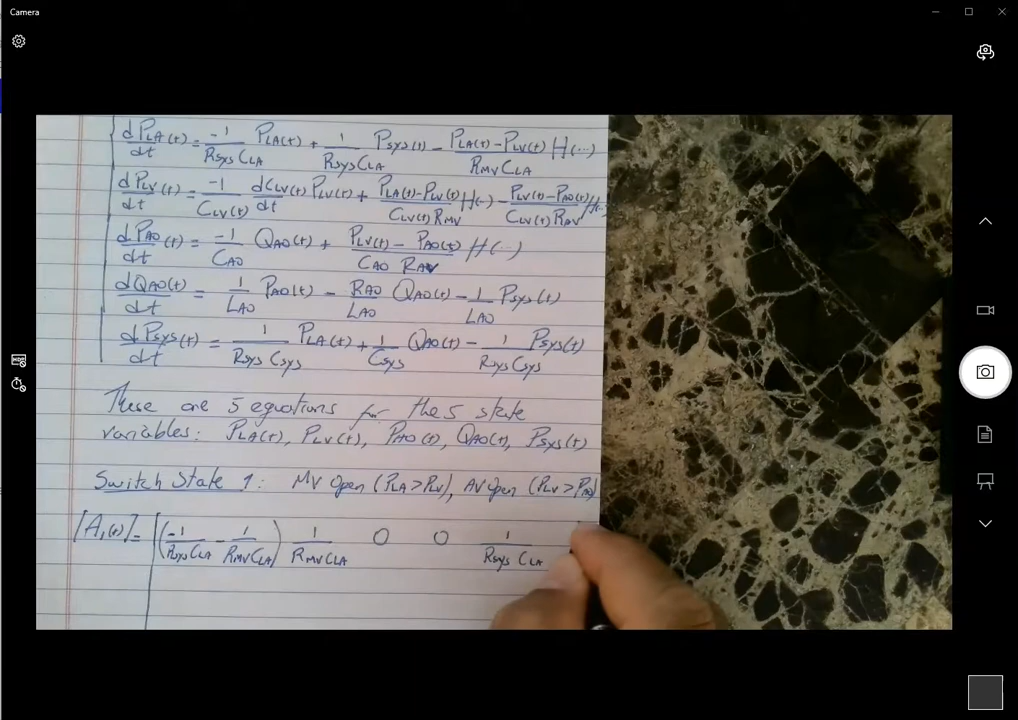 Camera
dPLA(t)/dt = -1/(RSYS CLA) PLA(t) + 1/(RSYS CLA) PSYS(t) - (PLA(t) - PLV(t))/(RMV CLA) H(...)
dPLV(t)/dt = -1/CLV(t) dCLV(t)/dt PLV(t) + (PLA(t) - PLV(t))/(CLV(t) RMV) H(..) - (PLV(t) - PAO(t))/(CLV(t) RAV) H(..
dPAO(t)/dt = -1/CAO QAO(t) + (PLV(t) - PAO(t))/(CAO RAV) H(...)
dQAO(t)/dt = 1/LAO PAO(t) - RAO/LAO QAO(t) - 1/LAO PSYS(t)
dPSYS(t)/dt = 1/(RSYS CSYS) PLA(t) + 1/CSYS QAO(t) - 1/(RSYS CSYS) PSYS(t)
These are 5 equations for the 5 state
variables: PLA(t), PLV(t), PAO(t), QAO(t), PSYS(t)
Switch State 1: MV Open (PLA > PLV), AV Open (PLV > PAO)
[A1(t)] = [(-1/(RSYS CLA) - 1/(RMV CLA)) 1/(RMV CLA) 0 0 1/(RSYS CLA)